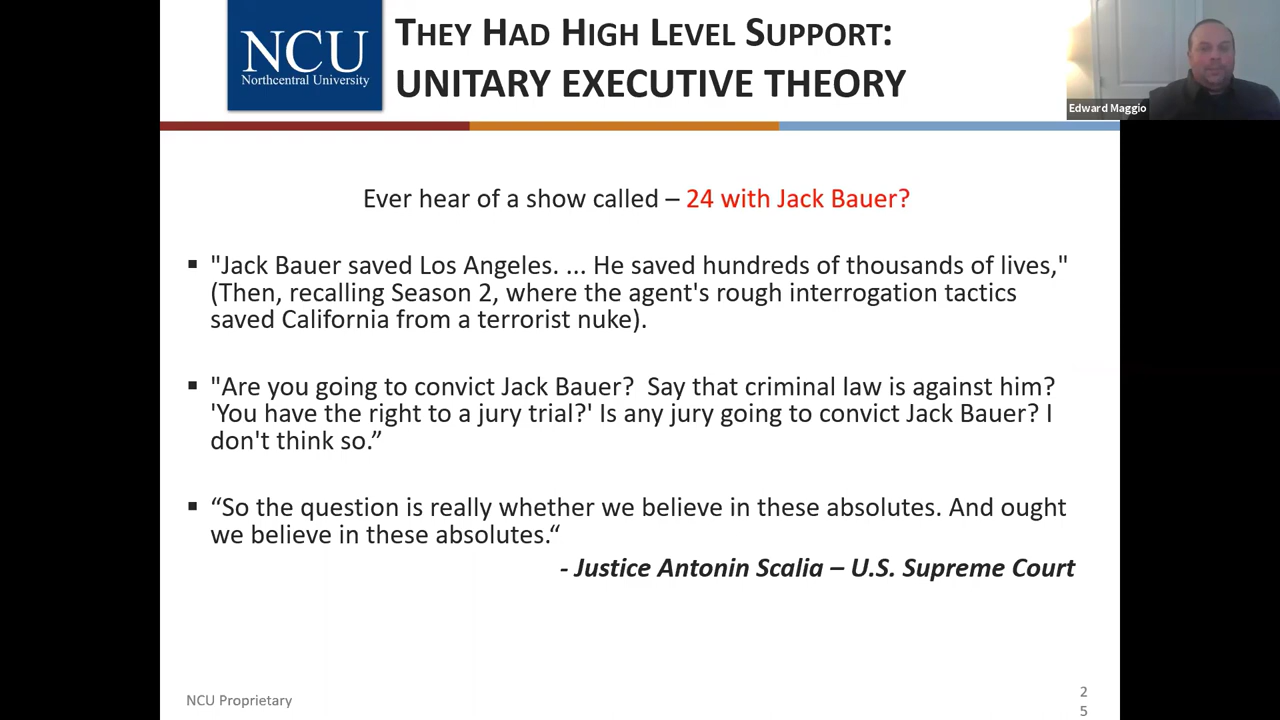 NCU
Northcentral University
THEY HAD HIGH LEVEL SUPPORT:
UNITARY EXECUTIVE THEORY
Edward Maggio
Ever hear of a show called – 24 with Jack Bauer?
▪ "Jack Bauer saved Los Angeles. ... He saved hundreds of thousands of lives,"
(Then, recalling Season 2, where the agent's rough interrogation tactics
saved California from a terrorist nuke).
▪ "Are you going to convict Jack Bauer?  Say that criminal law is against him?
'You have the right to a jury trial?' Is any jury going to convict Jack Bauer? I
don't think so.”
▪ “So the question is really whether we believe in these absolutes. And ought
we believe in these absolutes.“
- Justice Antonin Scalia – U.S. Supreme Court
NCU Proprietary
2
5